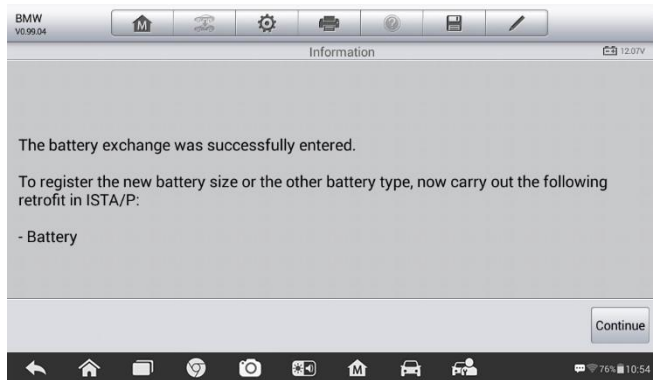 BMW
V0.99.04
Information
12.07V
The battery exchange was successfully entered.
To register the new battery size or the other battery type, now carry out the following
retrofit in ISTA/P:
- Battery
Continue
76% 10:54